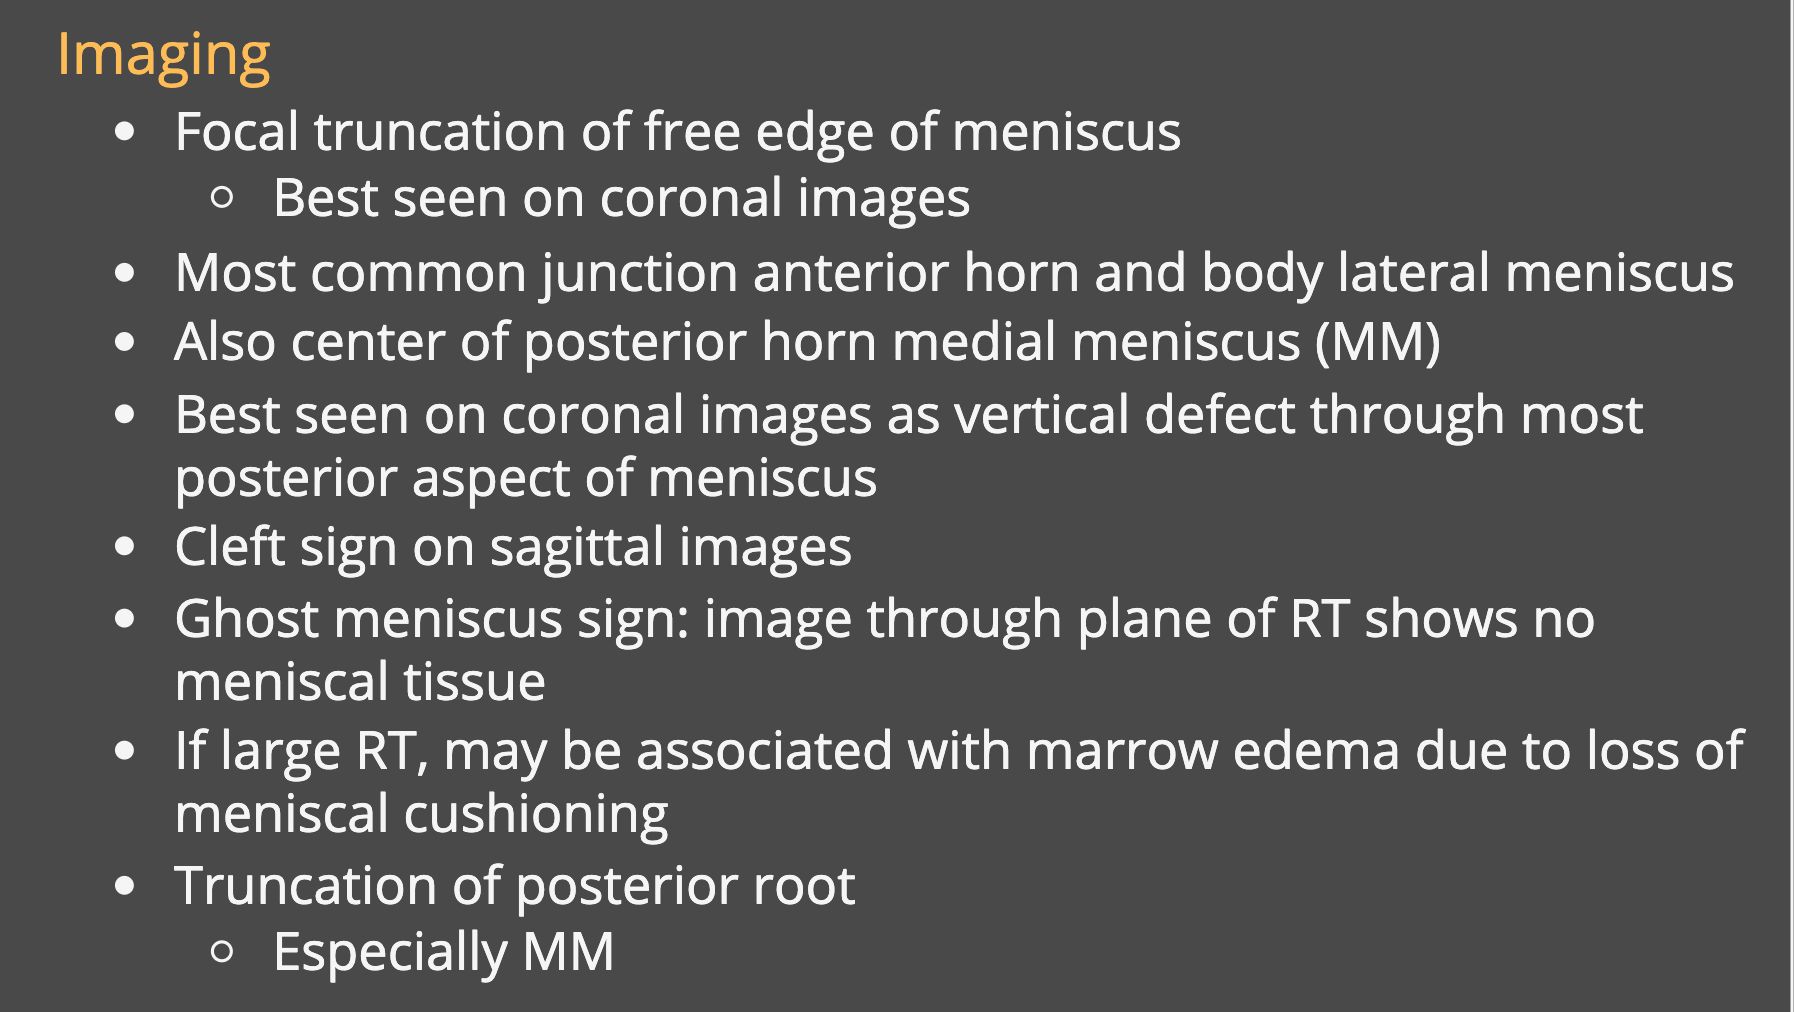 Imaging
• Focal truncation of free edge of meniscus
○ Best seen on coronal images
• Most common junction anterior horn and body lateral meniscus
• Also center of posterior horn medial meniscus (MM)
• Best seen on coronal images as vertical defect through most
posterior aspect of meniscus
• Cleft sign on sagittal images
• Ghost meniscus sign: image through plane of RT shows no
meniscal tissue
• If large RT, may be associated with marrow edema due to loss of
meniscal cushioning
• Truncation of posterior root
○ Especially MM